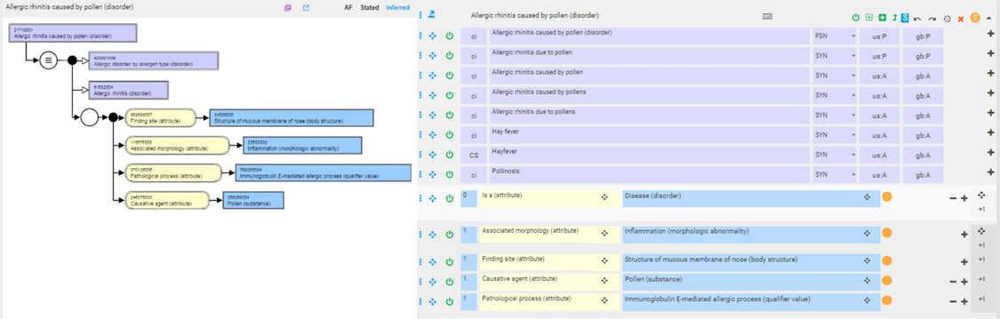 Allergic rhinitis caused by pollen (disorder)
AF Stated Inferred
21719001
Allergic rhinitis caused by pollen (disorder)
Allergic disorder by allergen type (disorder)
61582004
Allergic rhinitis (disorder)
363698007
Finding site (attribute)
Structure of mucous membrane of nose (body structure)
116676008
Associated morphology (attribute)
Inflammation (morphologic abnormality)
370135005
Pathological process (attribute)
Immunoglobulin E-mediated allergic process (qualifier value)
246075003
Causative agent (attribute)
256259004
Pollen (substance)
Allergic rhinitis caused by pollen (disorder)
S
ci Allergic rhinitis caused by pollen (disorder) FSN us:P gb:P
ci Allergic rhinitis due to pollen SYN us:P gb:P
ci Allergic rhinitis caused by pollen SYN us:A gb:A
ci Allergic rhinitis caused by pollens SYN us:A gb:A
ci Allergic rhinitis due to pollens SYN us:A gb:A
ci Hay fever SYN us:A gb:A
CS Hayfever SYN us:A gb:A
ci Pollinosis SYN us:A gb:A
0 Is a (attribute) Disease (disorder)
+1
1 Associated morphology (attribute) Inflammation (morphologic abnormality)
+1
1 Finding site (attribute) Structure of mucous membrane of nose (body structure) +1
1 Causative agent (attribute) Pollen (substance) +1
1 Pathological process (attribute) Immunoglobulin E-mediated allergic process (qualifier value) +1